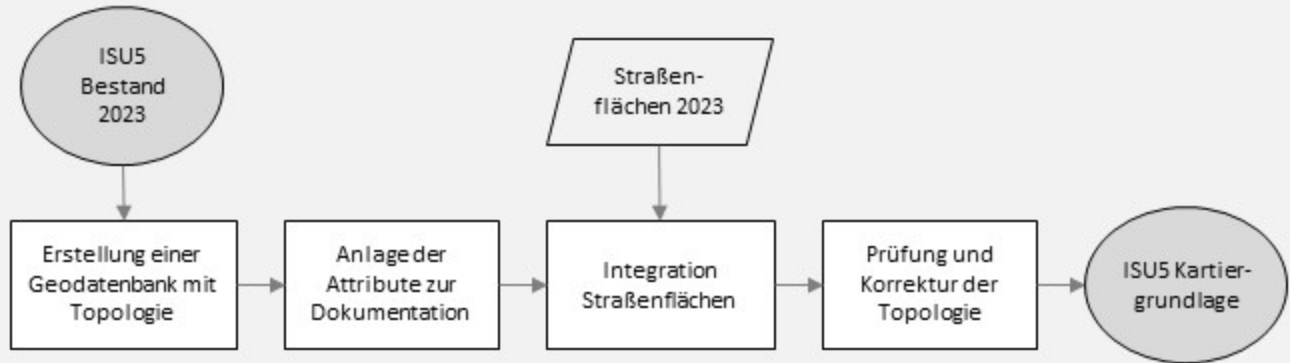 ISU5
Bestand
2023
Straßen-
flächen 2023
Erstellung einer
Geodatenbank mit
Topologie
Anlage der
Attribute zur
Dokumentation
Integration
Straßenflächen
Prüfung und
Korrektur der
Topologie
ISU5 Kartier-
grundlage